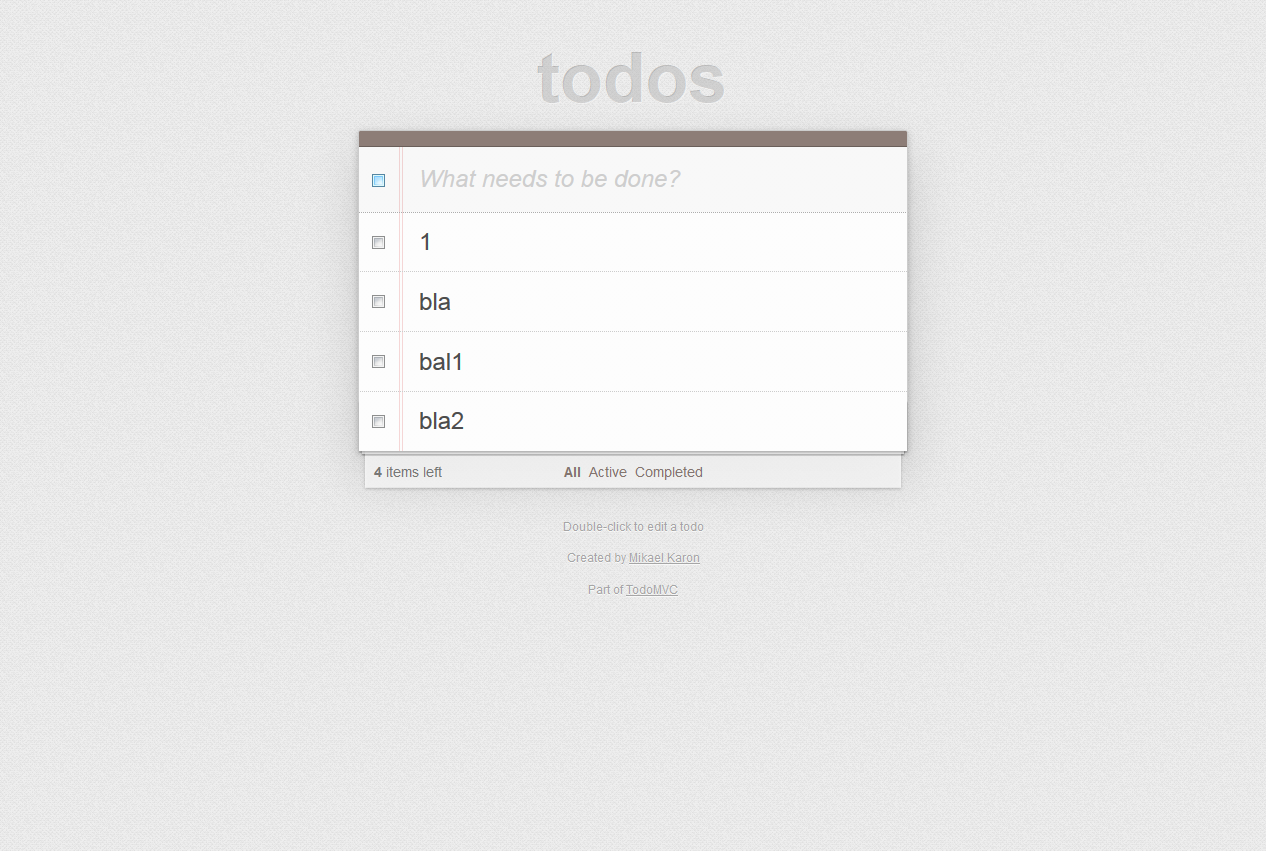 todos
What needs to be done?
1
bla
bal1
bla2
4 items left All Active Completed
Double-click to edit a todo
Created by Mikael Karon
Part of TodoMVC